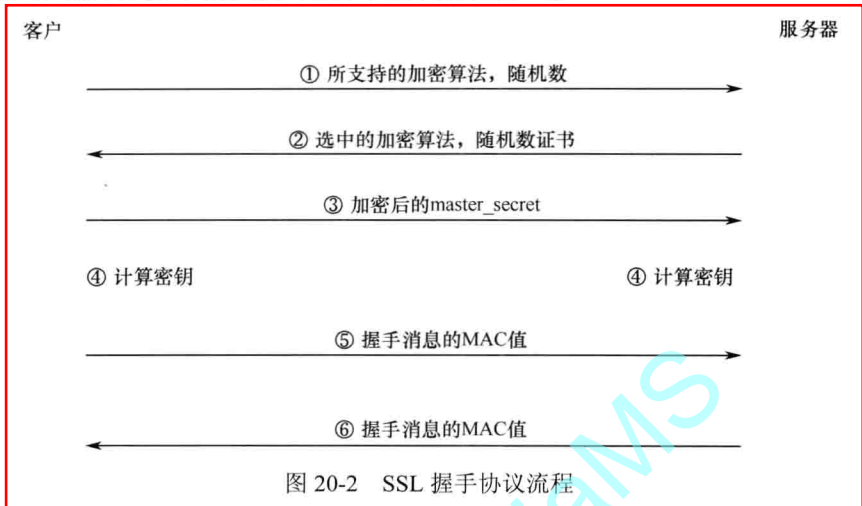 客户 服务器
① 所支持的加密算法，随机数
② 选中的加密算法，随机数证书
③ 加密后的master_secret
④ 计算密钥 ④ 计算密钥
⑤ 握手消息的MAC值
⑥ 握手消息的MAC值
图 20-2 SSL 握手协议流程